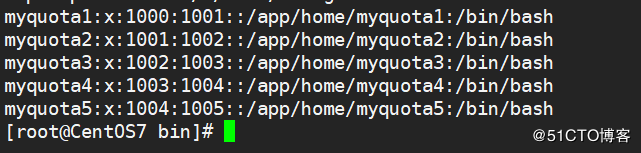 myquota1:x:1000:1001::/app/home/myquota1:/bin/bash
myquota2:x:1001:1002::/app/home/myquota2:/bin/bash
myquota3:x:1002:1003::/app/home/myquota3:/bin/bash
myquota4:x:1003:1004::/app/home/myquota4:/bin/bash
myquota5:x:1004:1005::/app/home/myquota5:/bin/bash
[root@CentOS7 bin]#
@51CTO博客